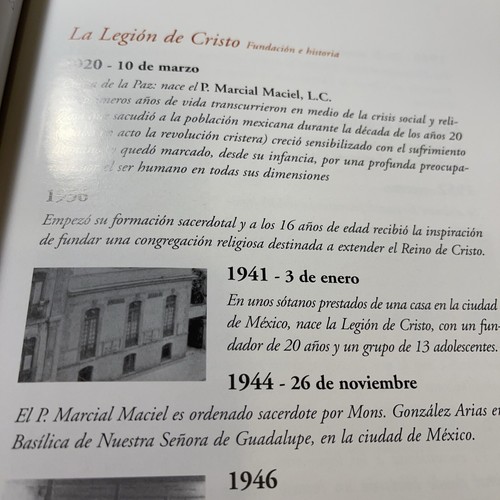 La Legión de Cristo Fundación e historia
020 - 10 de marzo
de la Paz: nace el P. Marcial Maciel, L.C.
años de vida transcurrieron en medio de la crisis social y reli-
sacudió a la población mexicana durante la década de los años 20
acto la revolución cristera) creció sensibilizado con el sufrimiento
quedó marcado, desde su infancia, por una profunda preocupa-
el ser humano en todas sus dimensiones
1936
Empezó su formación sacerdotal y a los 16 años de edad recibió la inspiración
de fundar una congregación religiosa destinada a extender el Reino de Cristo.
1941 - 3 de enero
En unos sótanos prestados de una casa en la ciudad
de México, nace la Legión de Cristo, con un fun-
dador de 20 años y un grupo de 13 adolescentes.
1944 - 26 de noviembre
El P. Marcial Maciel es ordenado sacerdote por Mons. González Arias en
Basílica de Nuestra Señora de Guadalupe, en la ciudad de México.
1946